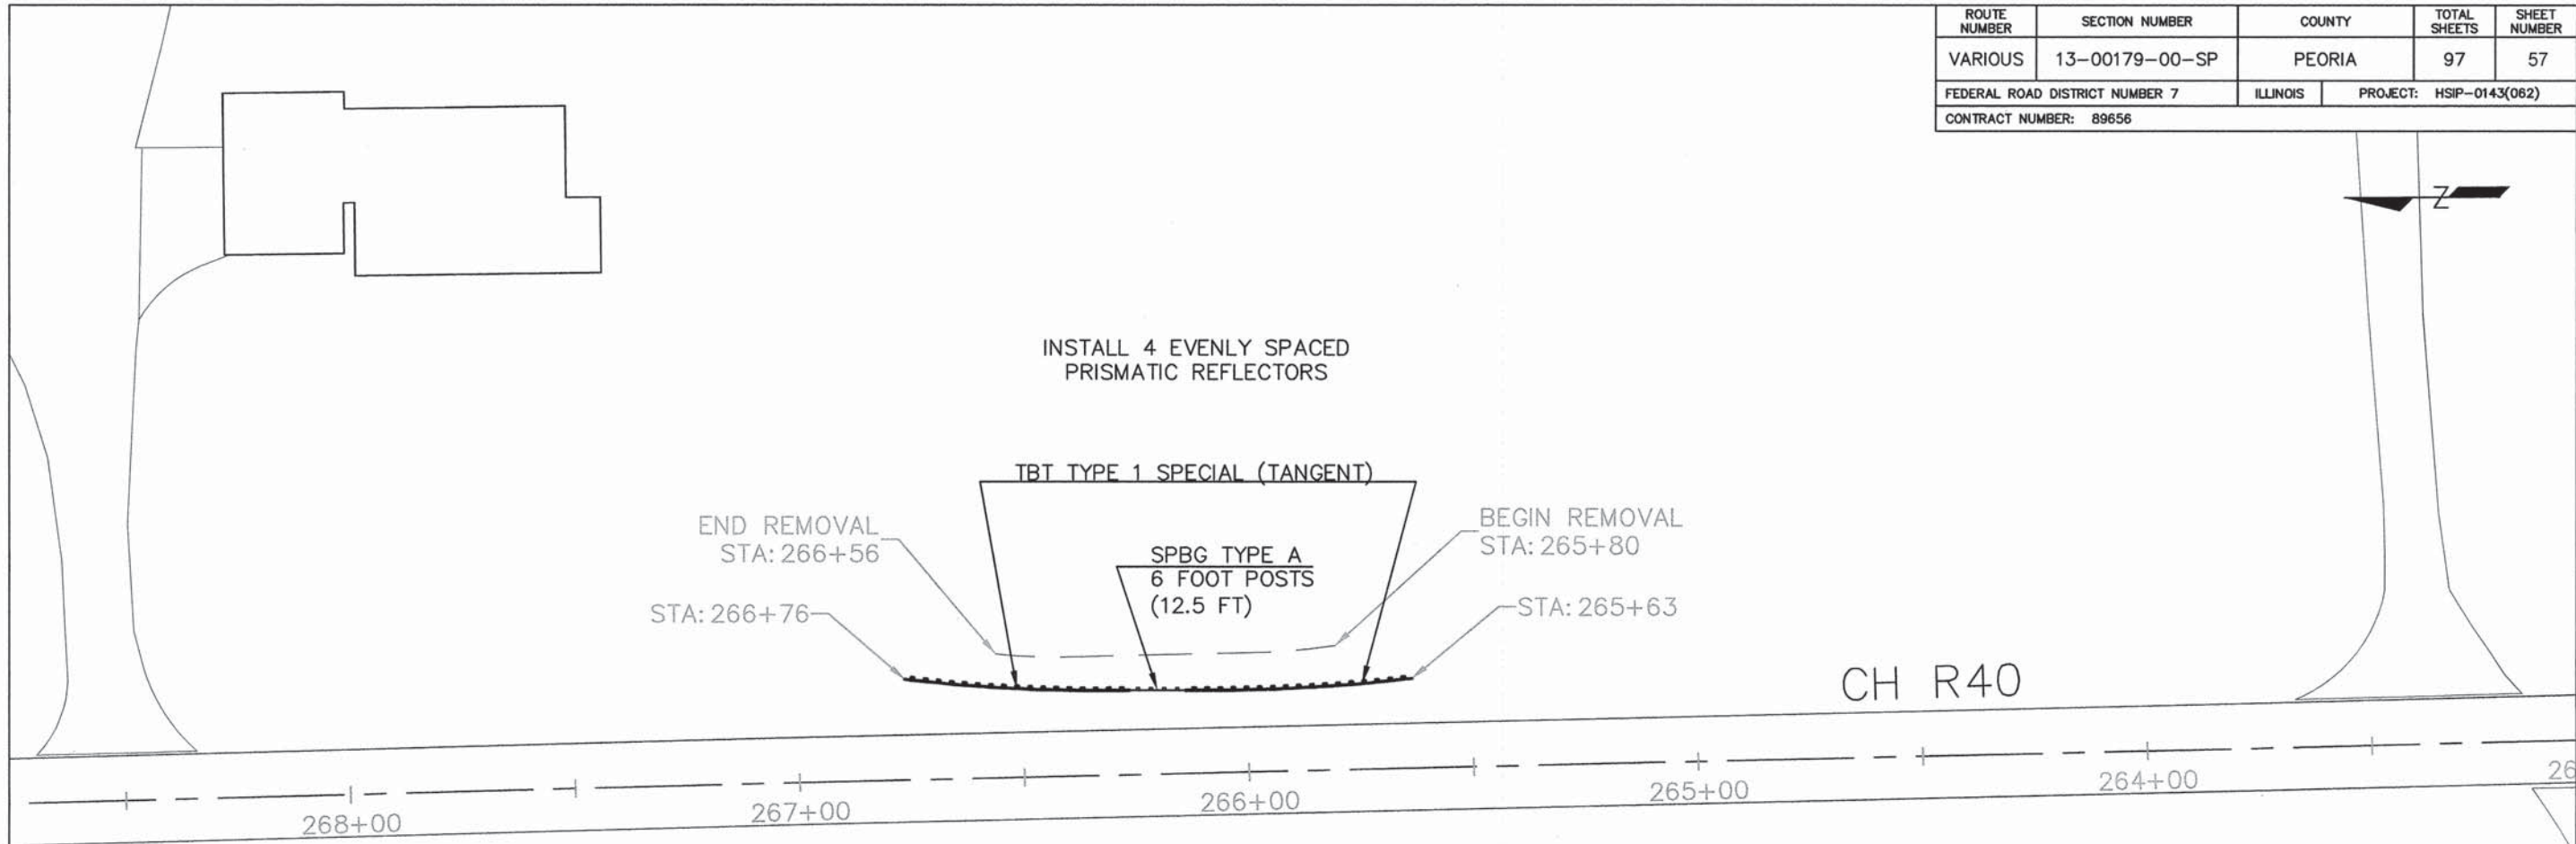 ROUTE NUMBER SECTION NUMBER COUNTY TOTAL SHEETS SHEET NUMBER
VARIOUS 13-00179-00-SP PEORIA 97 57
FEDERAL ROAD DISTRICT NUMBER 7 ILLINOIS PROJECT: HSIP-0143(062)
CONTRACT NUMBER: 89656
Z
INSTALL 4 EVENLY SPACED
PRISMATIC REFLECTORS
TBT TYPE 1 SPECIAL (TANGENT)
END REMOVAL
STA: 266+56
BEGIN REMOVAL
STA: 265+80
SPBG TYPE A
6 FOOT POSTS
(12.5 FT)
STA: 266+76
STA: 265+63
CH R40
268+00
267+00
266+00
265+00
264+00
26